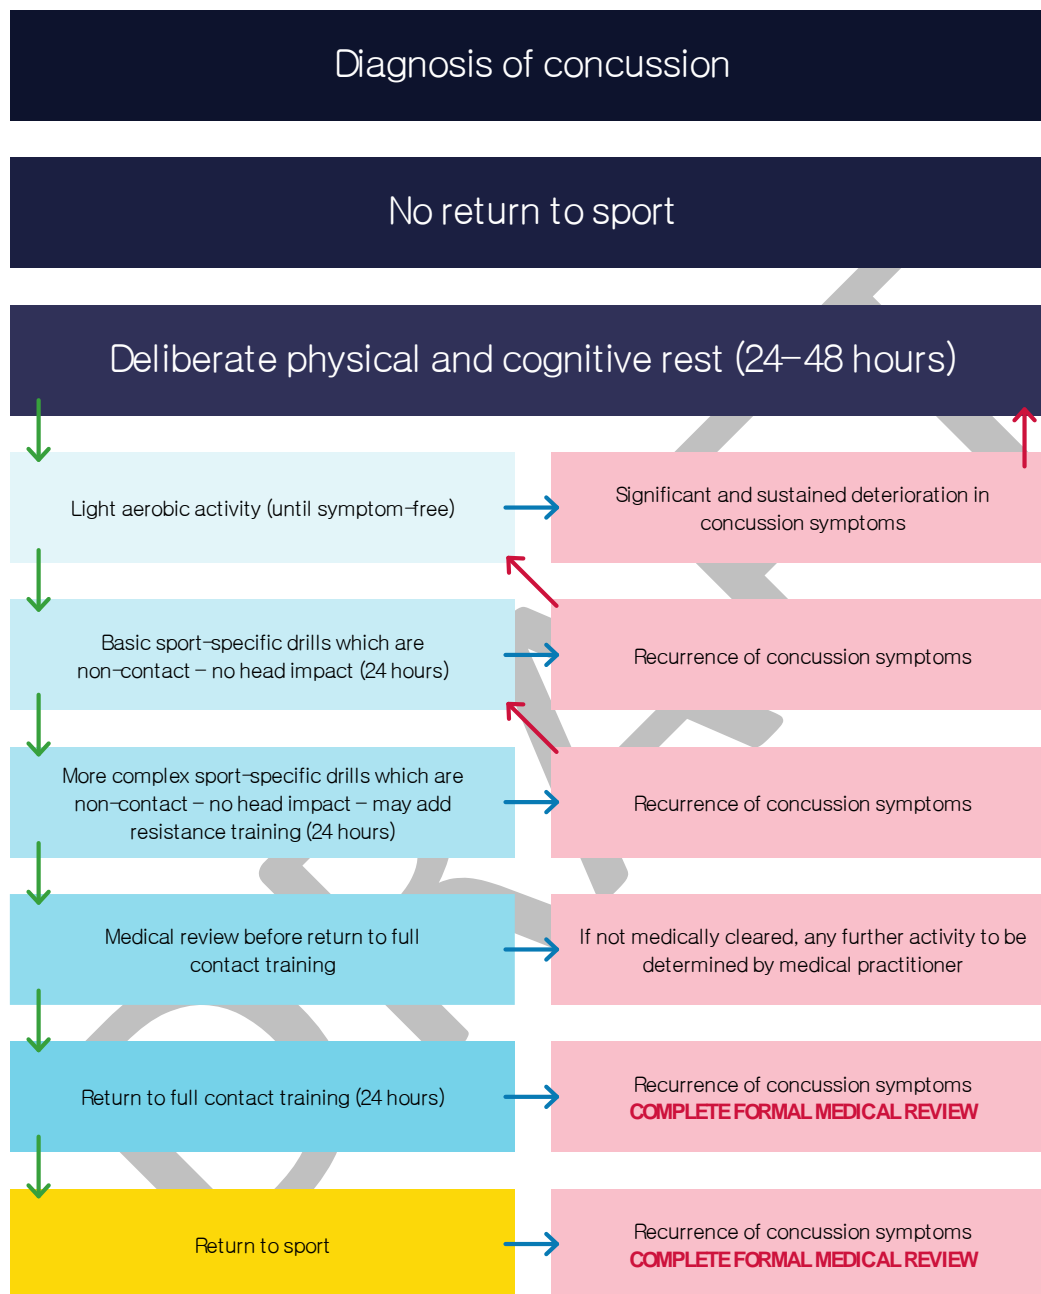 Diagnosis of concussion
No return to sport
Deliberate physical and cognitive rest (24–48 hours)
Light aerobic activity (until symptom-free)
Significant and sustained deterioration in
concussion symptoms
Basic sport-specific drills which are
non-contact – no head impact (24 hours)
Recurrence of concussion symptoms
More complex sport-specific drills which are
non-contact – no head impact – may add
resistance training (24 hours)
Recurrence of concussion symptoms
Medical review before return to full
contact training
If not medically cleared, any further activity to be
determined by medical practitioner
Return to full contact training (24 hours)
Recurrence of concussion symptoms
COMPLETE FORMAL MEDICAL REVIEW
Return to sport
Recurrence of concussion symptoms
COMPLETE FORMAL MEDICAL REVIEW